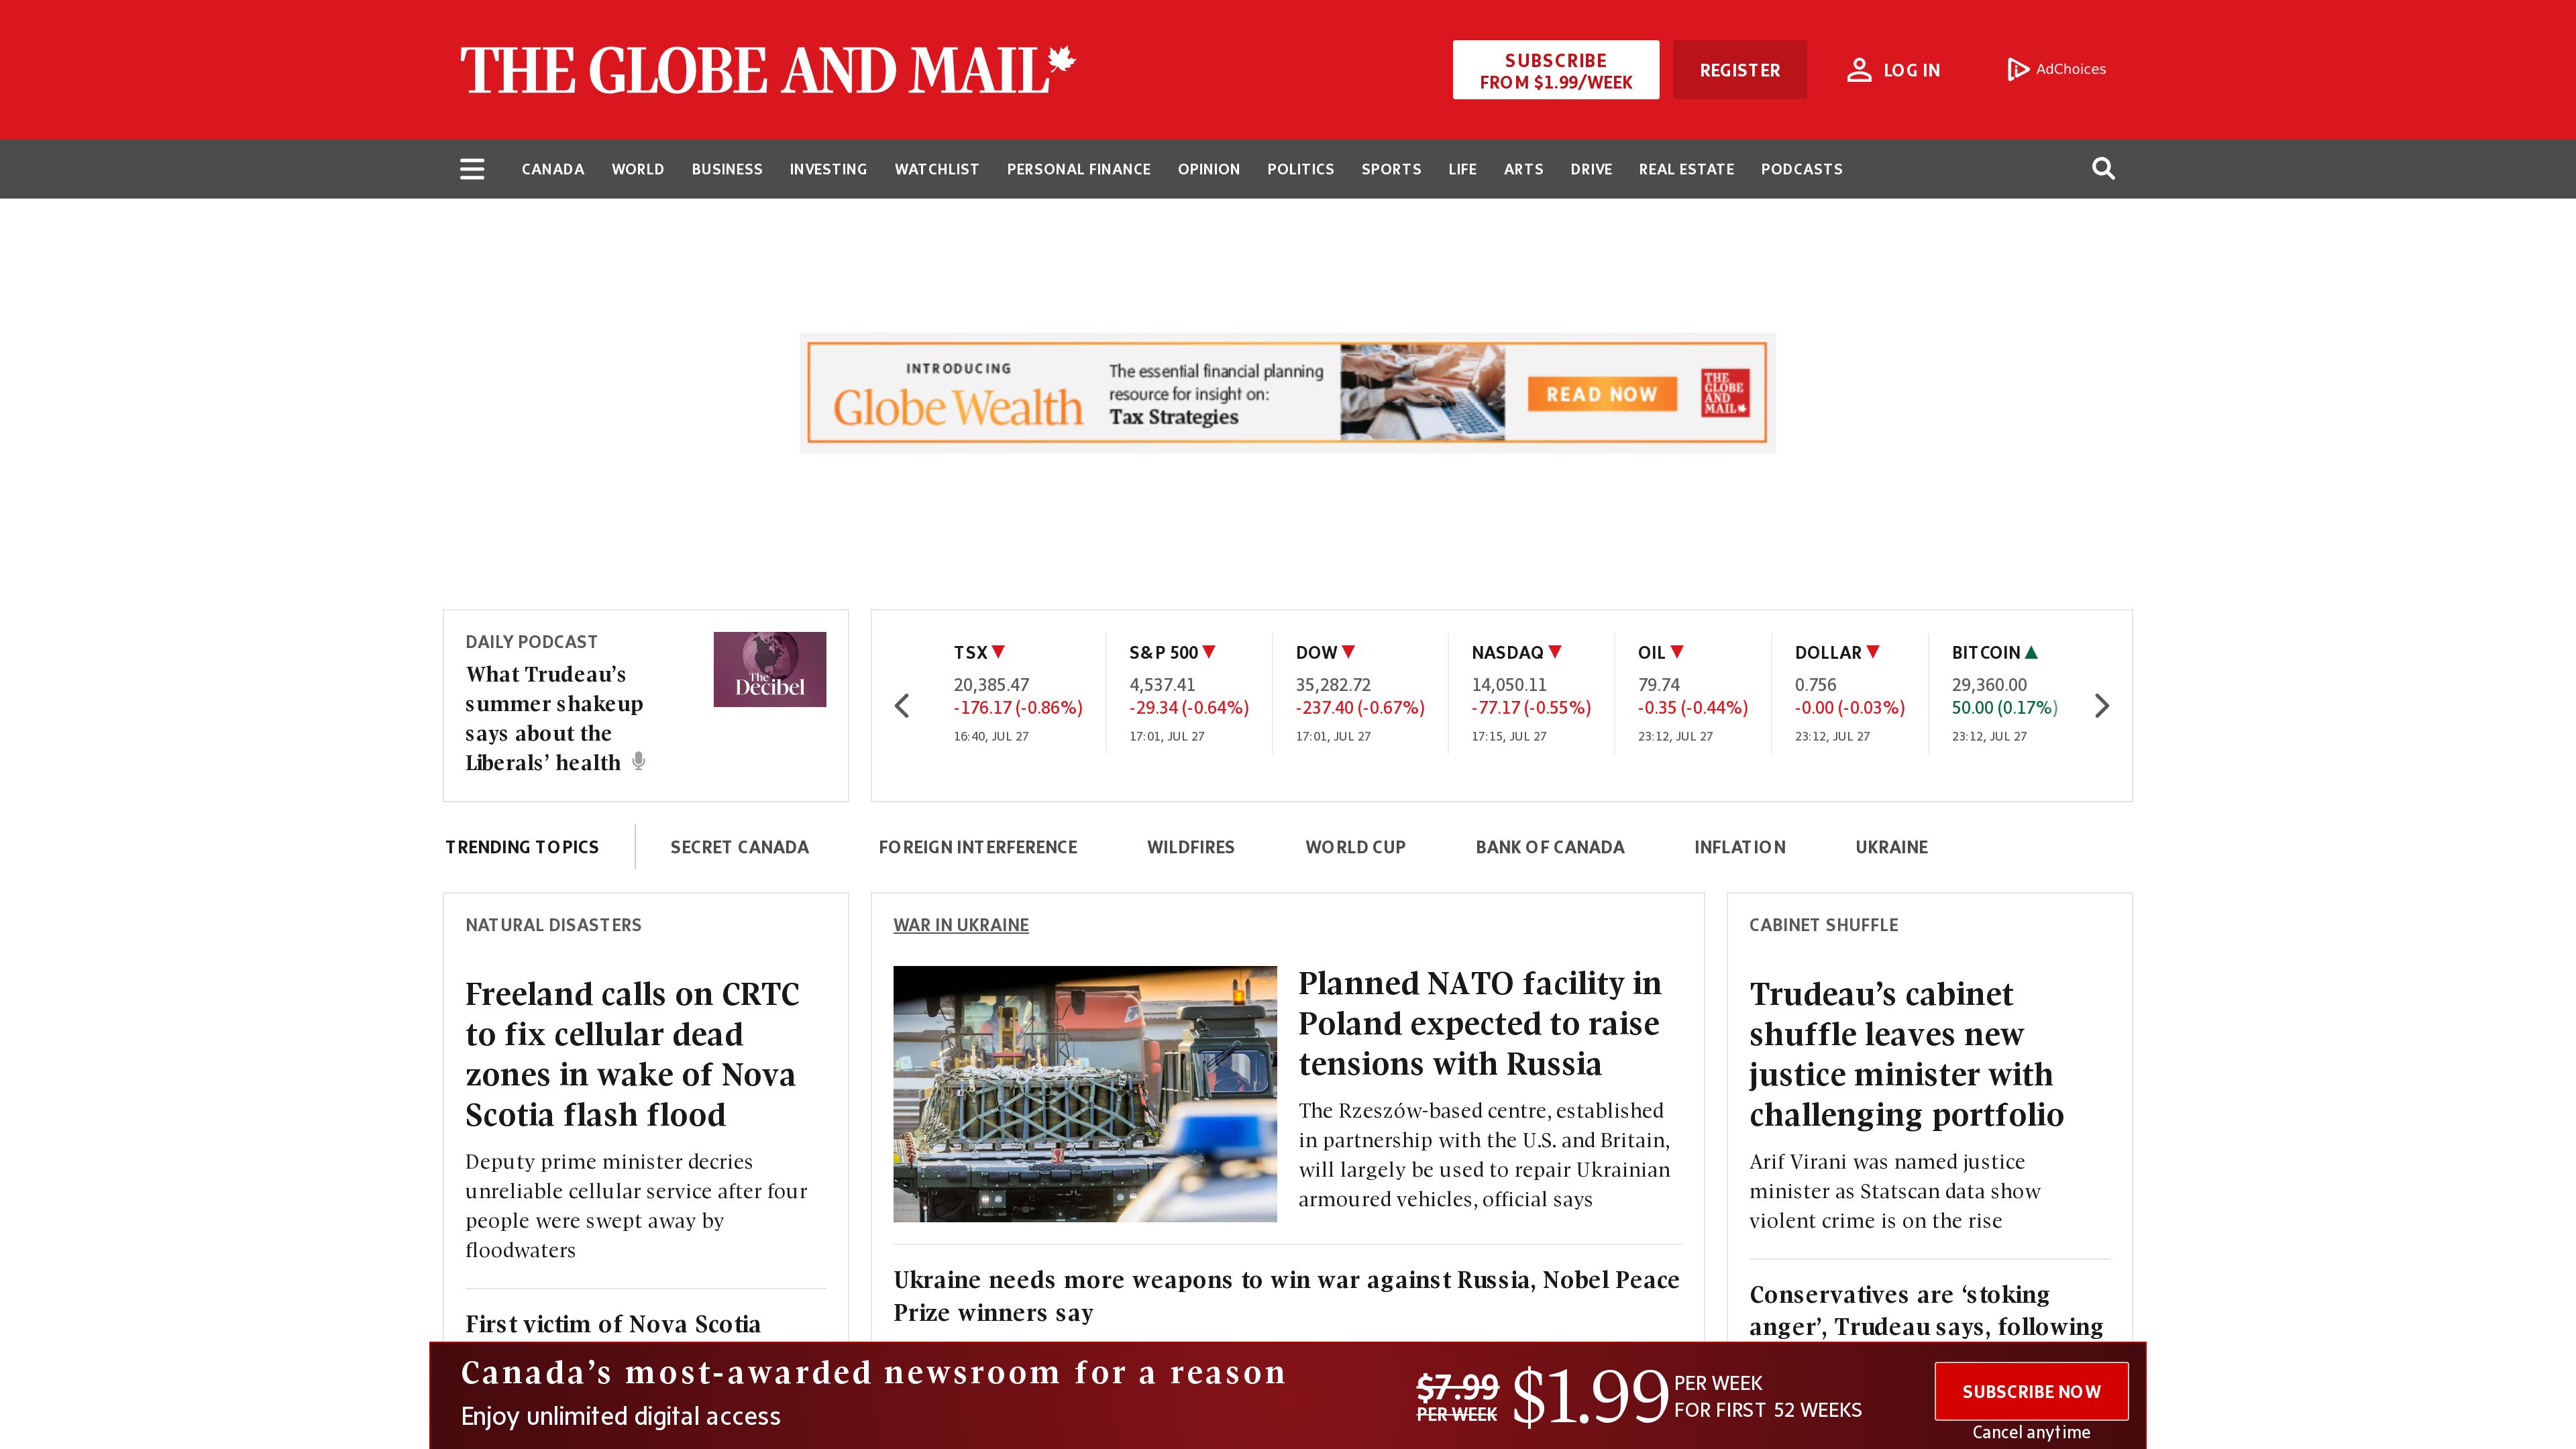 THE GLOBE AND MAIL
SUBSCRIBE
FROM $1.99/WEEK
REGISTER
LOG IN
AdChoices
CANADA WORLD BUSINESS INVESTING WATCHLIST PERSONAL FINANCE OPINION POLITICS SPORTS LIFE ARTS DRIVE REAL ESTATE PODCASTS
INTRODUCING
Globe Wealth
The essential financial planning
resource for insight on:
Tax Strategies
READ NOW
THE
GLOBE
AND
MAIL
DAILY PODCAST
What Trudeau’s
summer shakeup
says about the
Liberals’ health
The
Decibel
TSX
20,385.47
-176.17 (-0.86%)
16:40, JUL 27
S&P 500
4,537.41
-29.34 (-0.64%)
17:01, JUL 27
DOW
35,282.72
-237.40 (-0.67%)
17:01, JUL 27
NASDAQ
14,050.11
-77.17 (-0.55%)
17:15, JUL 27
OIL
79.74
-0.35 (-0.44%)
23:12, JUL 27
DOLLAR
0.756
-0.00 (-0.03%)
23:12, JUL 27
BITCOIN
29,360.00
50.00 (0.17%)
23:12, JUL 27
TRENDING TOPICS SECRET CANADA FOREIGN INTERFERENCE WILDFIRES WORLD CUP BANK OF CANADA INFLATION UKRAINE
NATURAL DISASTERS
Freeland calls on CRTC
to fix cellular dead
zones in wake of Nova
Scotia flash flood
Deputy prime minister decries
unreliable cellular service after four
people were swept away by
floodwaters
First victim of Nova Scotia
WAR IN UKRAINE
Planned NATO facility in
Poland expected to raise
tensions with Russia
The Rzeszów-based centre, established
in partnership with the U.S. and Britain,
will largely be used to repair Ukrainian
armoured vehicles, official says
Ukraine needs more weapons to win war against Russia, Nobel Peace
Prize winners say
CABINET SHUFFLE
Trudeau’s cabinet
shuffle leaves new
justice minister with
challenging portfolio
Arif Virani was named justice
minister as Statscan data show
violent crime is on the rise
Conservatives are ‘stoking
anger’, Trudeau says, following
Canada’s most-awarded newsroom for a reason
Enjoy unlimited digital access
$7.99
PER WEEK
$1.99
PER WEEK
FOR FIRST 52 WEEKS
SUBSCRIBE NOW
Cancel anytime